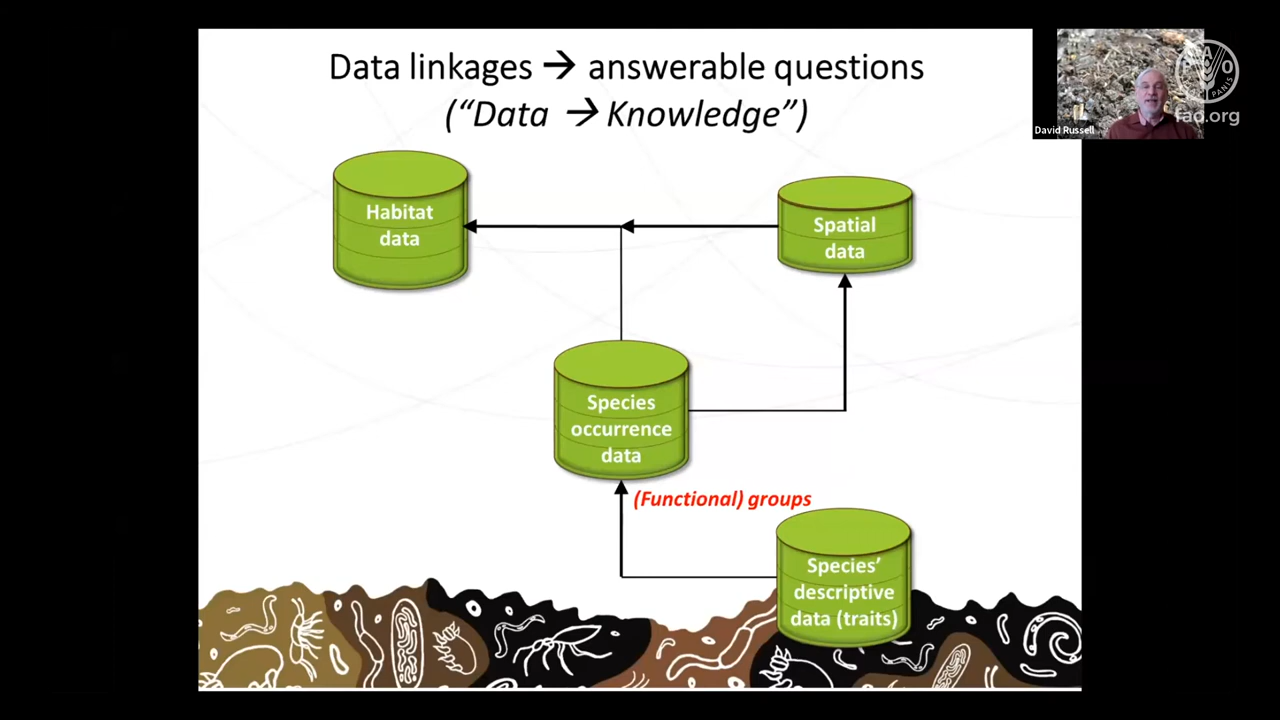 Data linkages → answerable questions
(“Data → Knowledge”)
David Russell
F A O
PANIS
fao.org
Habitat
data
Spatial
data
Species
occurrence
data
(Functional) groups
Species’
descriptive
data (traits)